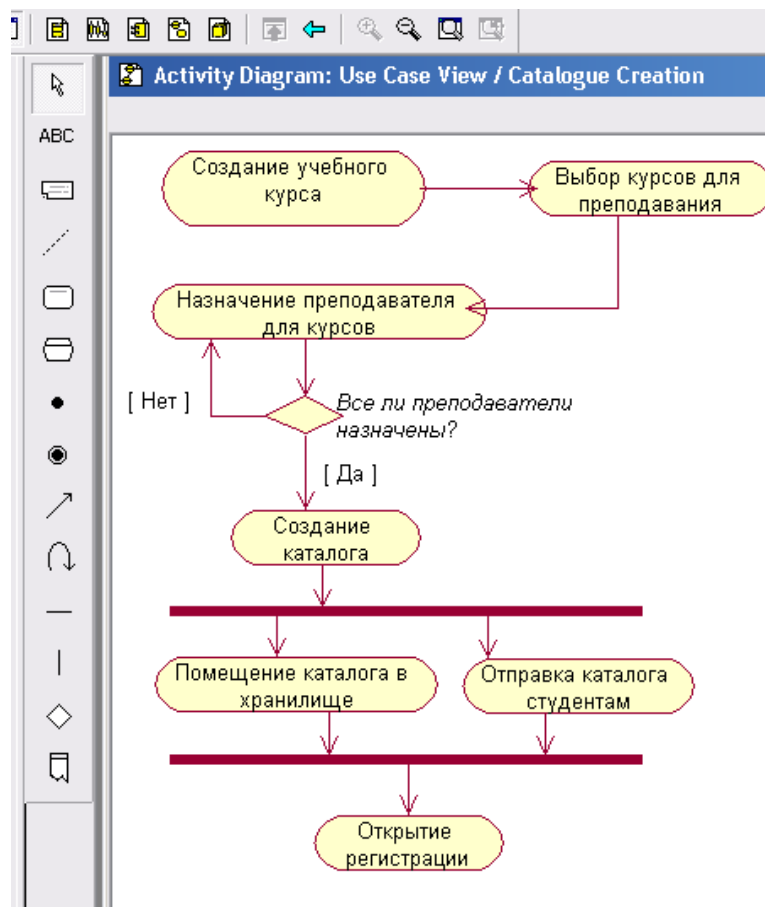 Activity Diagram: Use Case View / Catalogue Creation
ABC
Создание учебного
курса
Выбор курсов для
преподавания
Назначение преподавателя
для курсов
[ Нет ]
Все ли преподаватели
назначены?
[ Да ]
Создание
каталога
Помещение каталога в
хранилище
Отправка каталога
студентам
Открытие
регистрации